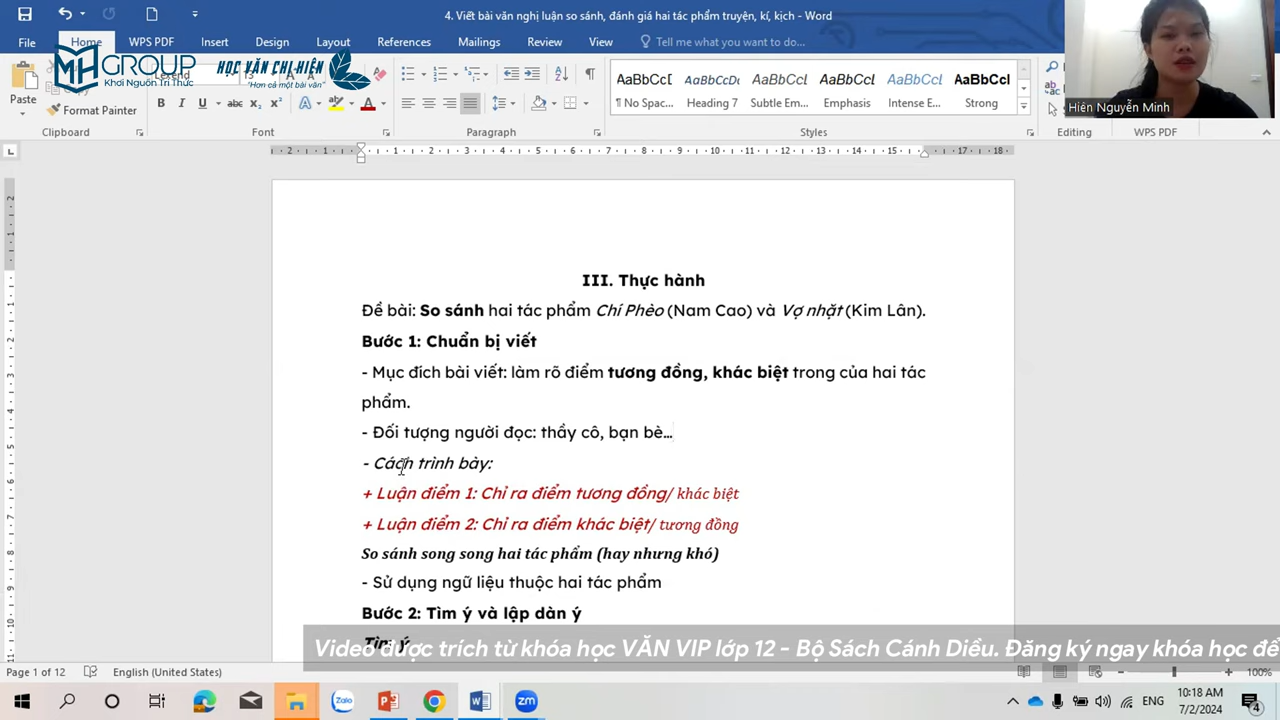 4. Viết bài văn nghị luận so sánh, đánh giá hai tác phẩm truyện, kí, kịch - Word
File Home WPS PDF Insert Design Layout References Mailings Review View Tell me what you want to do...
MH GROUP
Khơi Nguồn Tri Thức
HỌC VĂN CHỊ HIÊN
"Hơn cả một bài văn"
Paste
Format Painter
Clipboard
Font
Paragraph
AaBbCcD AaBbCcDc AaBbCcD AaBbCcD AaBbCcD AaBbCcI
¶ No Spac... Heading 7 Subtle Em... Emphasis Intense E... Strong
Styles
Editing
WPS PDF
Hiên Nguyễn Minh
III. Thực hành
Đề bài: So sánh hai tác phẩm Chí Phèo (Nam Cao) và Vợ nhặt (Kim Lân).
Bước 1: Chuẩn bị viết
- Mục đích bài viết: làm rõ điểm tương đồng, khác biệt trong của hai tác
phẩm.
- Đối tượng người đọc: thầy cô, bạn bè…
- Cách trình bày:
+ Luận điểm 1: Chỉ ra điểm tương đồng/ khác biệt
+ Luận điểm 2: Chỉ ra điểm khác biệt/ tương đồng
So sánh song song hai tác phẩm (hay nhưng khó)
- Sử dụng ngữ liệu thuộc hai tác phẩm
Bước 2: Tìm ý và lập dàn ý
Tìm ý
Video được trích từ khóa học VĂN VIP lớp 12 - Bộ Sách Cánh Diều. Đăng ký ngay khóa học để
Page 1 of 12 English (United States) 100%
Zalo zm ENG 10:18 AM
7/2/2024
4